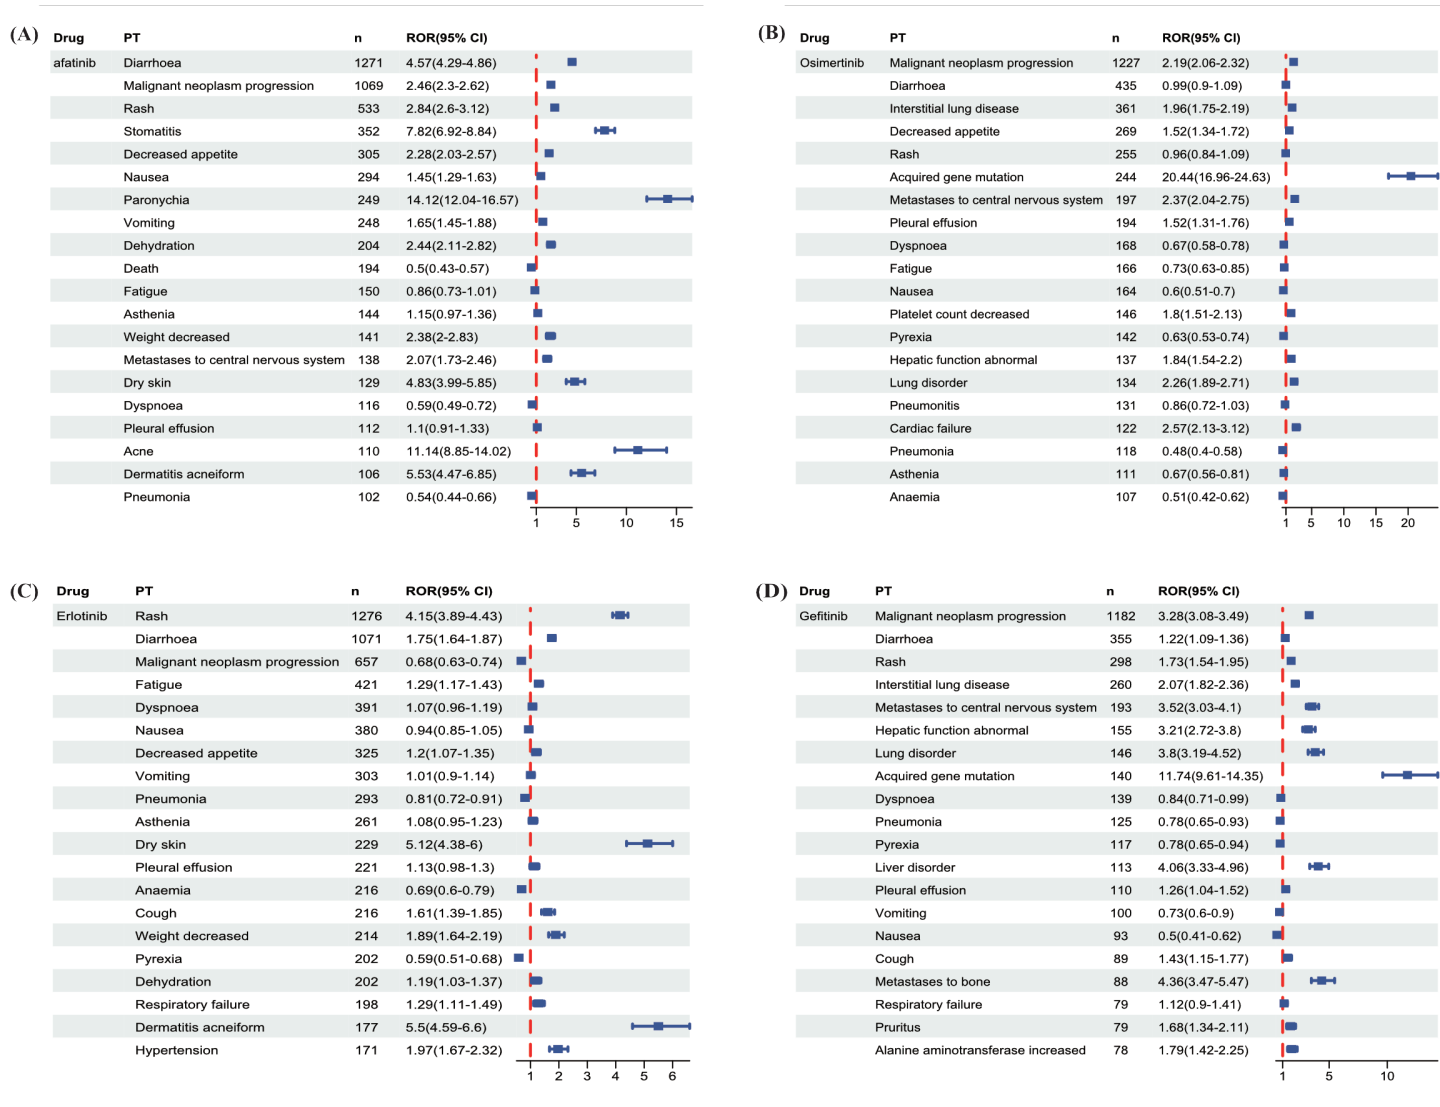 (A)
Drug PT n ROR(95% CI)
afatinib Diarrhoea 1271 4.57(4.29-4.86)
Malignant neoplasm progression 1069 2.46(2.3-2.62)
Rash 533 2.84(2.6-3.12)
Stomatitis 352 7.82(6.92-8.84)
Decreased appetite 305 2.28(2.03-2.57)
Nausea 294 1.45(1.29-1.63)
Paronychia 249 14.12(12.04-16.57)
Vomiting 248 1.65(1.45-1.88)
Dehydration 204 2.44(2.11-2.82)
Death 194 0.5(0.43-0.57)
Fatigue 150 0.86(0.73-1.01)
Asthenia 144 1.15(0.97-1.36)
Weight decreased 141 2.38(2-2.83)
Metastases to central nervous system 138 2.07(1.73-2.46)
Dry skin 129 4.83(3.99-5.85)
Dyspnoea 116 0.59(0.49-0.72)
Pleural effusion 112 1.1(0.91-1.33)
Acne 110 11.14(8.85-14.02)
Dermatitis acneiform 106 5.53(4.47-6.85)
Pneumonia 102 0.54(0.44-0.66)
1 5 10 15
(B)
Drug PT n ROR(95% CI)
Osimertinib Malignant neoplasm progression 1227 2.19(2.06-2.32)
Diarrhoea 435 0.99(0.9-1.09)
Interstitial lung disease 361 1.96(1.75-2.19)
Decreased appetite 269 1.52(1.34-1.72)
Rash 255 0.96(0.84-1.09)
Acquired gene mutation 244 20.44(16.96-24.63)
Metastases to central nervous system 197 2.37(2.04-2.75)
Pleural effusion 194 1.52(1.31-1.76)
Dyspnoea 168 0.67(0.58-0.78)
Fatigue 166 0.73(0.63-0.85)
Nausea 164 0.6(0.51-0.7)
Platelet count decreased 146 1.8(1.51-2.13)
Pyrexia 142 0.63(0.53-0.74)
Hepatic function abnormal 137 1.84(1.54-2.2)
Lung disorder 134 2.26(1.89-2.71)
Pneumonitis 131 0.86(0.72-1.03)
Cardiac failure 122 2.57(2.13-3.12)
Pneumonia 118 0.48(0.4-0.58)
Asthenia 111 0.67(0.56-0.81)
Anaemia 107 0.51(0.42-0.62)
1 5 10 15 20
(C)
Drug PT n ROR(95% CI)
Erlotinib Rash 1276 4.15(3.89-4.43)
Diarrhoea 1071 1.75(1.64-1.87)
Malignant neoplasm progression 657 0.68(0.63-0.74)
Fatigue 421 1.29(1.17-1.43)
Dyspnoea 391 1.07(0.96-1.19)
Nausea 380 0.94(0.85-1.05)
Decreased appetite 325 1.2(1.07-1.35)
Vomiting 303 1.01(0.9-1.14)
Pneumonia 293 0.81(0.72-0.91)
Asthenia 261 1.08(0.95-1.23)
Dry skin 229 5.12(4.38-6)
Pleural effusion 221 1.13(0.98-1.3)
Anaemia 216 0.69(0.6-0.79)
Cough 216 1.61(1.39-1.85)
Weight decreased 214 1.89(1.64-2.19)
Pyrexia 202 0.59(0.51-0.68)
Dehydration 202 1.19(1.03-1.37)
Respiratory failure 198 1.29(1.11-1.49)
Dermatitis acneiform 177 5.5(4.59-6.6)
Hypertension 171 1.97(1.67-2.32)
1 2 3 4 5 6
(D)
Drug PT n ROR(95% CI)
Gefitinib Malignant neoplasm progression 1182 3.28(3.08-3.49)
Diarrhoea 355 1.22(1.09-1.36)
Rash 298 1.73(1.54-1.95)
Interstitial lung disease 260 2.07(1.82-2.36)
Metastases to central nervous system 193 3.52(3.03-4.1)
Hepatic function abnormal 155 3.21(2.72-3.8)
Lung disorder 146 3.8(3.19-4.52)
Acquired gene mutation 140 11.74(9.61-14.35)
Dyspnoea 139 0.84(0.71-0.99)
Pneumonia 125 0.78(0.65-0.93)
Pyrexia 117 0.78(0.65-0.94)
Liver disorder 113 4.06(3.33-4.96)
Pleural effusion 110 1.26(1.04-1.52)
Vomiting 100 0.73(0.6-0.9)
Nausea 93 0.5(0.41-0.62)
Cough 89 1.43(1.15-1.77)
Metastases to bone 88 4.36(3.47-5.47)
Respiratory failure 79 1.12(0.9-1.41)
Pruritus 79 1.68(1.34-2.11)
Alanine aminotransferase increased 78 1.79(1.42-2.25)
1 5 10